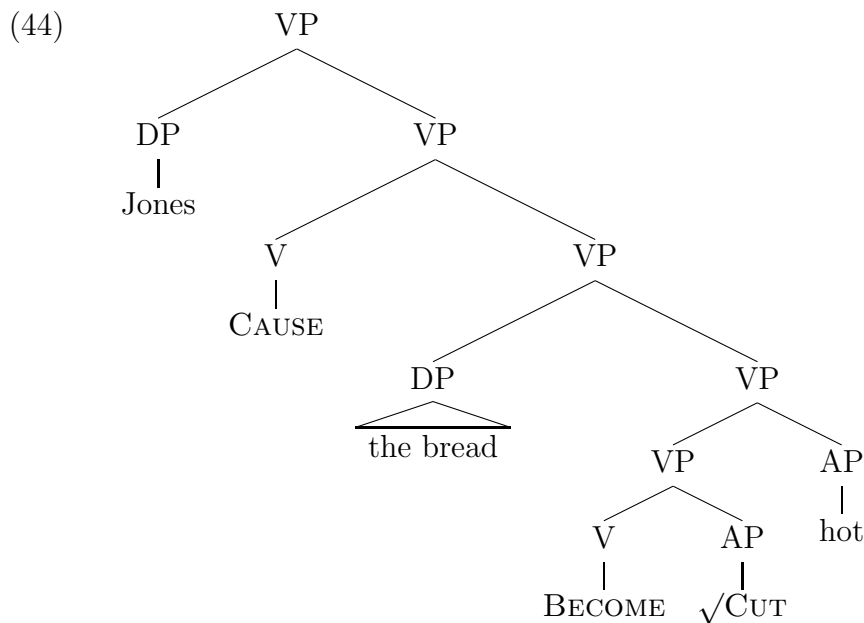 (44) VP
DP VP
Jones
V VP
CAUSE
DP VP
the bread
VP AP
V AP hot
BECOME √CUT